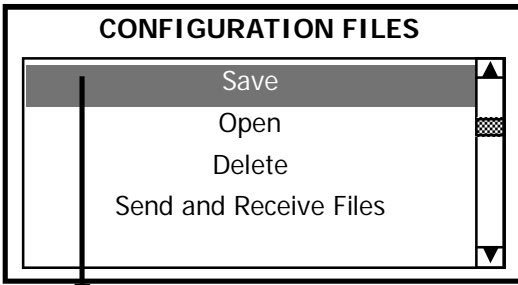 CONFIGURATION FILES
Save
Open
Delete
Send and Receive Files